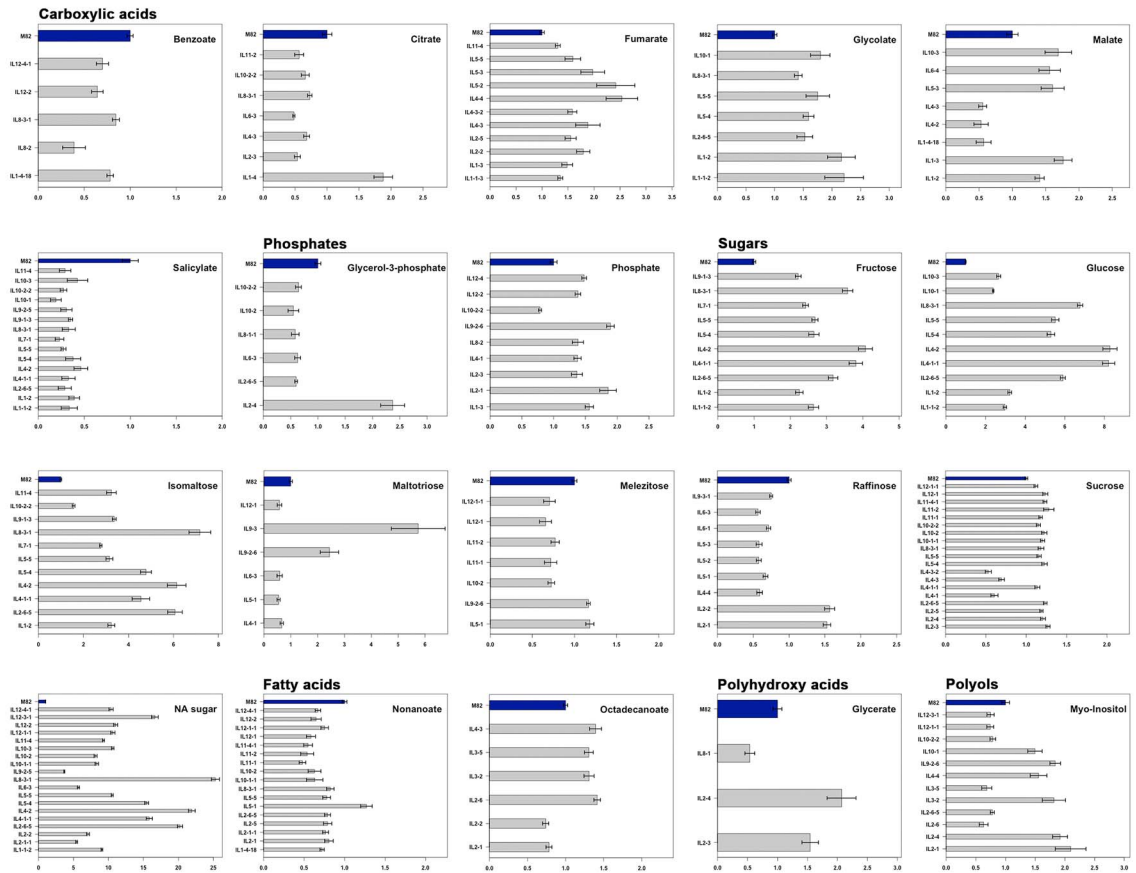 Carboxylic acids
Benzoate
M82
IL12-4-1
IL12-2
IL8-3-1
IL8-2
IL1-4-18
0.0 0.5 1.0 1.5 2.0
Citrate
M82
IL11-2
IL10-2-2
IL8-3-1
IL6-3
IL4-3
IL2-3
IL1-4
0.0 0.5 1.0 1.5 2.0 2.5
Fumarate
M82
IL11-4
IL5-5
IL5-3
IL5-2
IL4-4
IL4-3-2
IL4-3
IL2-5
IL2-2
IL1-3
IL1-1-3
0.0 0.5 1.0 1.5 2.0 2.5 3.0 3.5
Glycolate
M82
IL10-1
IL8-3-1
IL5-5
IL5-4
IL2-6-5
IL1-2
IL1-1-2
0.0 0.5 1.0 1.5 2.0 2.5 3.0
Malate
M82
IL10-3
IL6-4
IL5-3
IL4-3
IL4-2
IL1-4-18
IL1-3
IL1-2
0.0 0.5 1.0 1.5 2.0 2.5
Salicylate
M82
IL11-4
IL10-3
IL10-2-2
IL10-1
IL9-2-5
IL9-1-3
IL8-3-1
IL7-1
IL5-5
IL5-4
IL4-2
IL4-1-1
IL2-6-5
IL1-2
IL1-1-2
0.0 0.5 1.0 1.5 2.0
Phosphates
Glycerol-3-phosphate
M82
IL10-2-2
IL10-2
IL8-1-1
IL6-3
IL2-6-5
IL2-4
0.0 0.5 1.0 1.5 2.0 2.5 3.0
Phosphate
M82
IL12-4
IL12-2
IL10-2-2
IL9-2-6
IL8-2
IL4-1
IL2-3
IL2-1
IL1-3
0.0 0.5 1.0 1.5 2.0 2.5
Sugars
Fructose
M82
IL9-1-3
IL8-3-1
IL7-1
IL5-5
IL5-4
IL4-2
IL4-1-1
IL2-6-5
IL1-2
IL1-1-2
0 1 2 3 4 5
Glucose
M82
IL10-3
IL10-1
IL8-3-1
IL5-5
IL5-4
IL4-2
IL4-1-1
IL2-6-5
IL1-2
IL1-1-2
0 2 4 6 8
Isomaltose
M82
IL11-4
IL10-2-2
IL9-1-3
IL8-3-1
IL7-1
IL5-5
IL5-4
IL4-2
IL4-1-1
IL2-6-5
IL1-2
0 2 4 6 8
Maltotriose
M82
IL12-1
IL9-3
IL9-2-6
IL6-3
IL5-1
IL4-1
0 1 2 3 4 5 6
Melezitose
M82
IL12-1-1
IL12-1
IL11-2
IL11-1
IL10-2
IL9-2-6
IL5-1
0.0 0.5 1.0 1.5 2.0
Raffinose
M82
IL9-3-1
IL6-3
IL6-1
IL5-3
IL5-2
IL5-1
IL4-4
IL2-2
IL2-1
0.0 0.5 1.0 1.5 2.0 2.5
Sucrose
M82
IL12-1-1
IL12-1
IL11-4-1
IL11-2
IL11-1
IL10-2-2
IL10-2
IL10-1-1
IL8-3-1
IL5-5
IL5-4
IL4-3-2
IL4-3
IL4-1-1
IL4-1
IL2-6-5
IL2-5
IL2-4
IL2-3
0.0 0.5 1.0 1.5 2.0
NA sugar
M82
IL12-4-1
IL12-3-1
IL12-2
IL12-1-1
IL11-4
IL10-3
IL10-2
IL10-1-1
IL9-2-5
IL8-3-1
IL6-3
IL5-5
IL5-4
IL4-2
IL4-1-1
IL2-6-5
IL2-2
IL2-1-1
IL1-1-2
0 5 10 15 20 25
Fatty acids
Nonanoate
M82
IL12-4-1
IL12-2
IL12-1-1
IL12-1
IL11-4-1
IL11-2
IL11-1
IL10-2
IL10-1-1
IL8-3-1
IL5-5
IL5-1
IL2-6-5
IL2-5
IL2-1-1
IL2-1
IL1-4-18
0.0 0.5 1.0 1.5 2.0
Octadecanoate
M82
IL4-3
IL3-5
IL3-2
IL2-6
IL2-2
IL2-1
0.0 0.5 1.0 1.5 2.0
Polyhydroxy acids
Glycerate
M82
IL8-1
IL2-4
IL2-3
0.0 0.5 1.0 1.5 2.0 2.5 3.0
Polyols
Myo-Inositol
M82
IL12-3-1
IL12-1-1
IL10-2-2
IL10-1
IL9-2-6
IL4-4
IL3-5
IL3-2
IL2-6-5
IL2-6
IL2-4
IL2-1
0.0 0.5 1.0 1.5 2.0 2.5 3.0